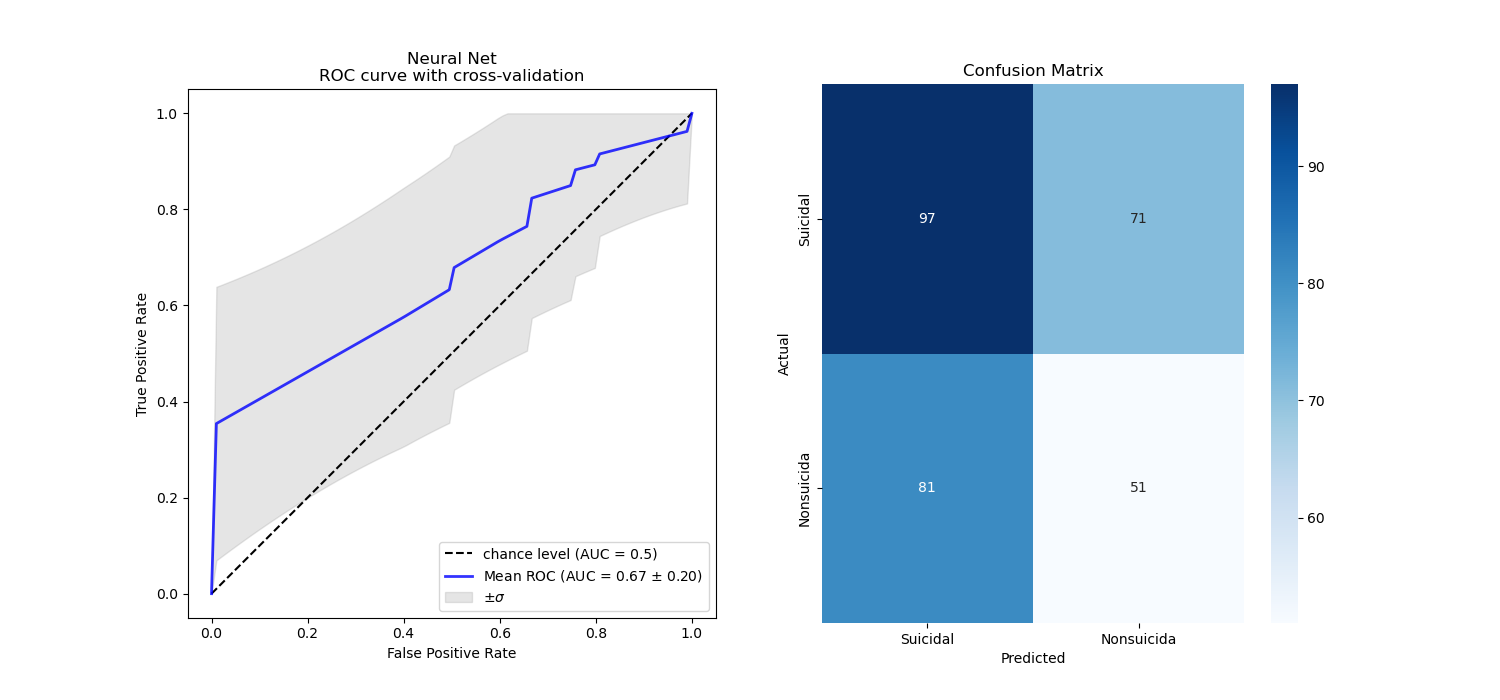 Neural Net
ROC curve with cross-validation
True Positive Rate
1.0
0.8
0.6
0.4
0.2
0.0
0.0 0.2 0.4 0.6 0.8 1.0
False Positive Rate
chance level (AUC = 0.5)
Mean ROC (AUC = 0.67 ± 0.20)
±σ
Confusion Matrix
Actual
Suicidal
Nonsuicida
97 71
81 51
Suicidal Nonsuicida
Predicted
90
80
70
60